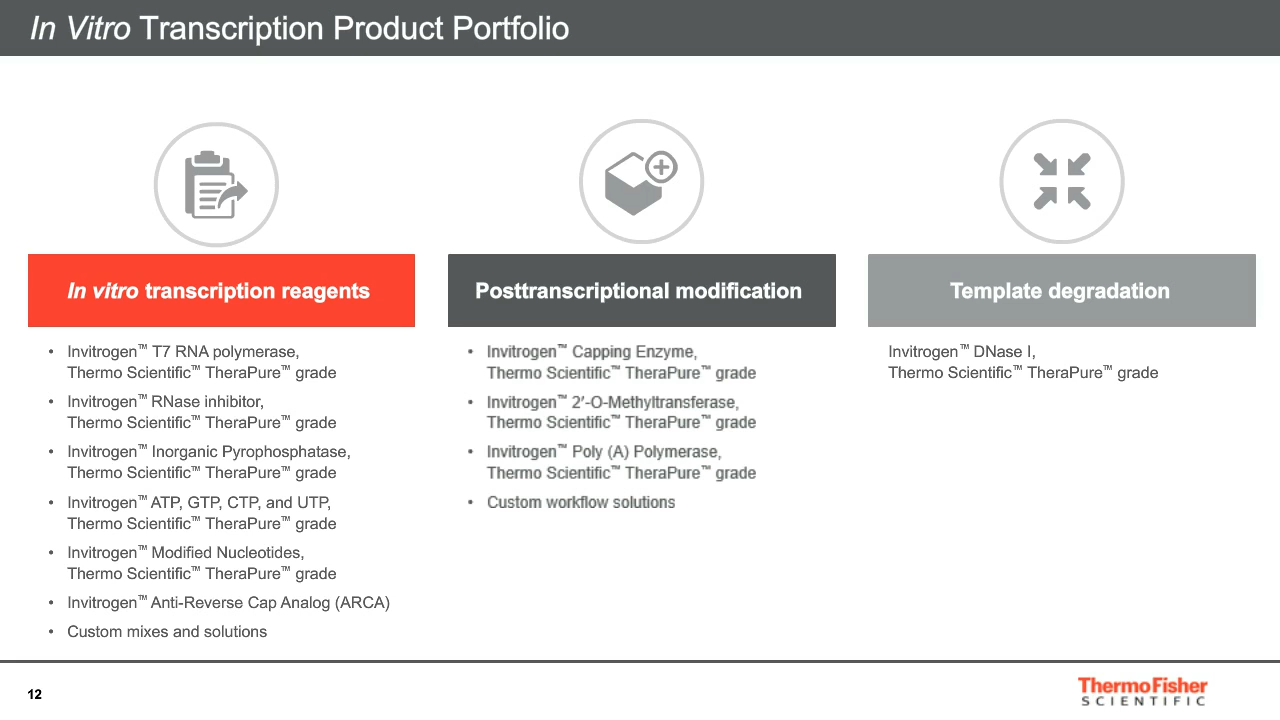 In Vitro Transcription Product Portfolio
In vitro transcription reagents
• Invitrogen™ T7 RNA polymerase,
Thermo Scientific™ TheraPure™ grade
• Invitrogen™ RNase inhibitor,
Thermo Scientific™ TheraPure™ grade
• Invitrogen™ Inorganic Pyrophosphatase,
Thermo Scientific™ TheraPure™ grade
• Invitrogen™ ATP, GTP, CTP, and UTP,
Thermo Scientific™ TheraPure™ grade
• Invitrogen™ Modified Nucleotides,
Thermo Scientific™ TheraPure™ grade
• Invitrogen™ Anti-Reverse Cap Analog (ARCA)
• Custom mixes and solutions
Posttranscriptional modification
• Invitrogen™ Capping Enzyme,
Thermo Scientific™ TheraPure™ grade
• Invitrogen™ 2′-O-Methyltransferase,
Thermo Scientific™ TheraPure™ grade
• Invitrogen™ Poly (A) Polymerase,
Thermo Scientific™ TheraPure™ grade
• Custom workflow solutions
Template degradation
Invitrogen™ DNase I,
Thermo Scientific™ TheraPure™ grade
12
ThermoFisher
SCIENTIFIC